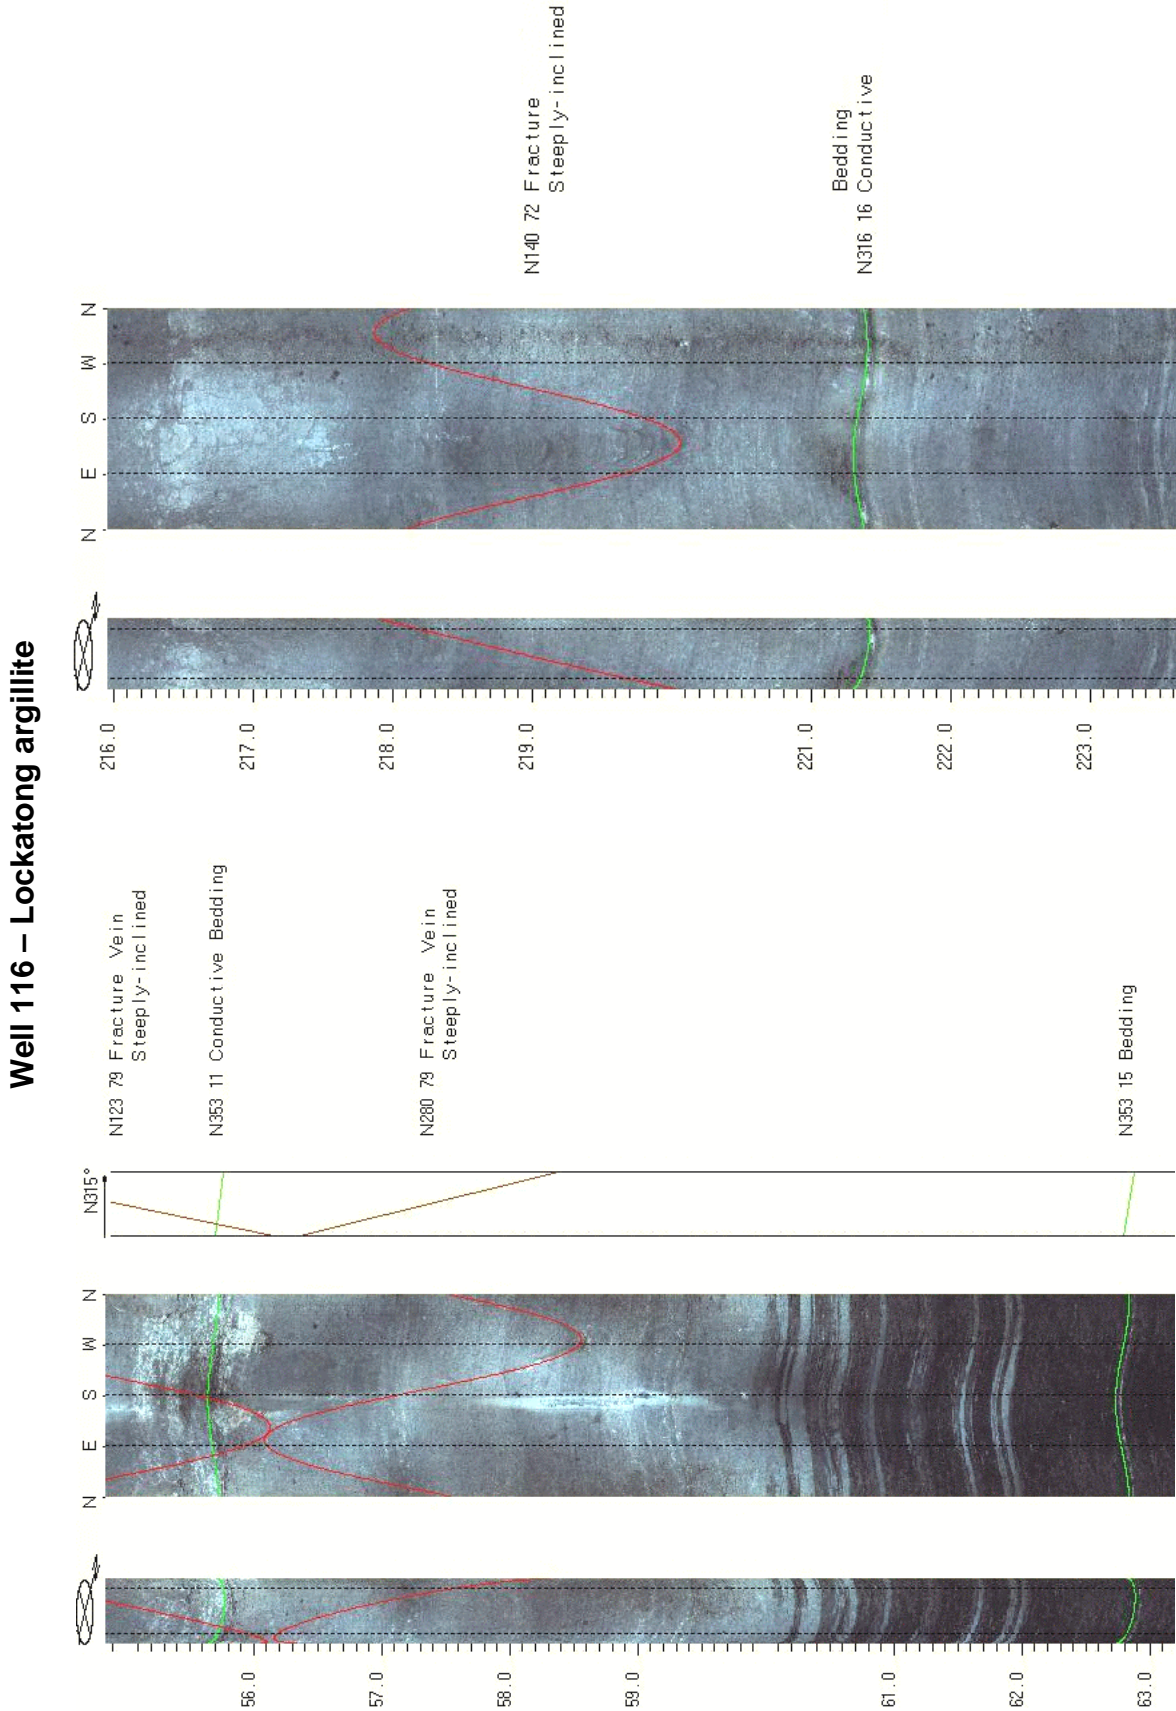 Well 116 – Lockatong argillite
N123 79 Fracture Vein
Steeply-inclined
N353 11 Conductive Bedding
N280 79 Fracture Vein
Steeply-inclined
N353 15 Bedding
N315°
N E S W N
56.0
57.0
58.0
59.0
61.0
62.0
63.0
N140 72 Fracture
Steeply-inclined
Bedding
N316 16 Conductive
N E S W N
216.0
217.0
218.0
219.0
221.0
222.0
223.0